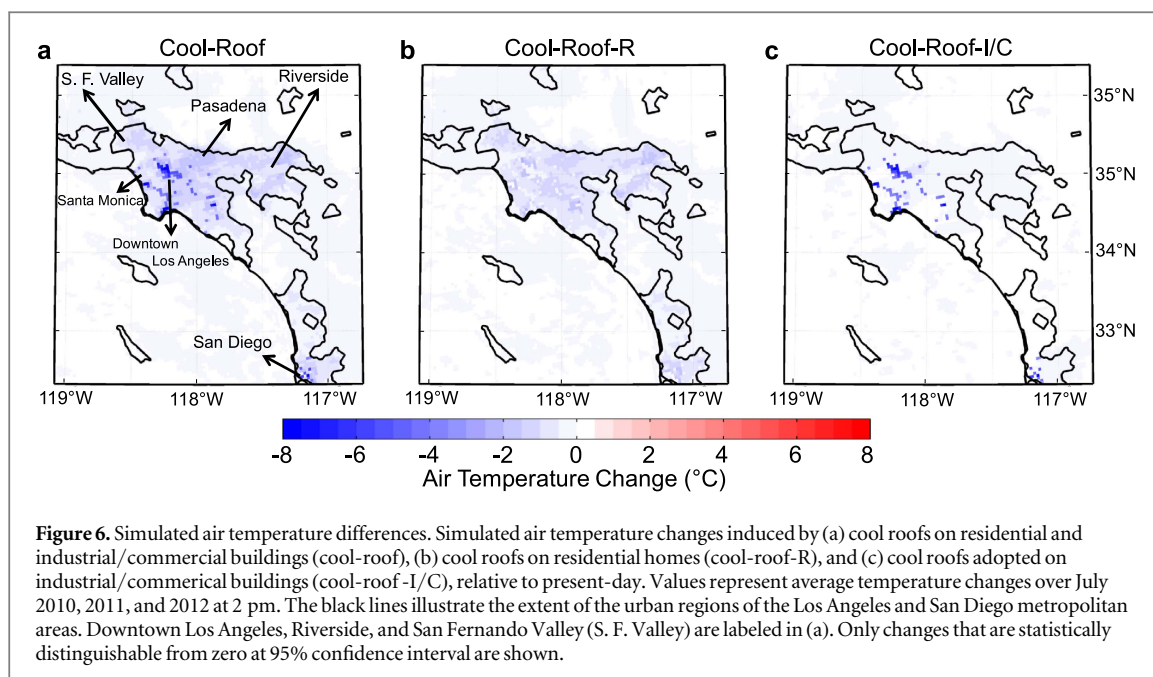 a Cool-Roof
b Cool-Roof-R
c Cool-Roof-I/C
S. F. Valley
Pasadena
Riverside
Santa Monica
Downtown
Los Angeles
San Diego
35°N
35°N
34°N
33°N
119°W 118°W 117°W
119°W 118°W 117°W
119°W 118°W 117°W
-8 -6 -4 -2 0 2 4 6 8
Air Temperature Change (°C)
Figure 6. Simulated air temperature differences. Simulated air temperature changes induced by (a) cool roofs on residential and
industrial/commercial buildings (cool-roof), (b) cool roofs on residential homes (cool-roof-R), and (c) cool roofs adopted on
industrial/commerical buildings (cool-roof -I/C), relative to present-day. Values represent average temperature changes over July
2010, 2011, and 2012 at 2 pm. The black lines illustrate the extent of the urban regions of the Los Angeles and San Diego metropolitan
areas. Downtown Los Angeles, Riverside, and San Fernando Valley (S. F. Valley) are labeled in (a). Only changes that are statistically
distinguishable from zero at 95% confidence interval are shown.